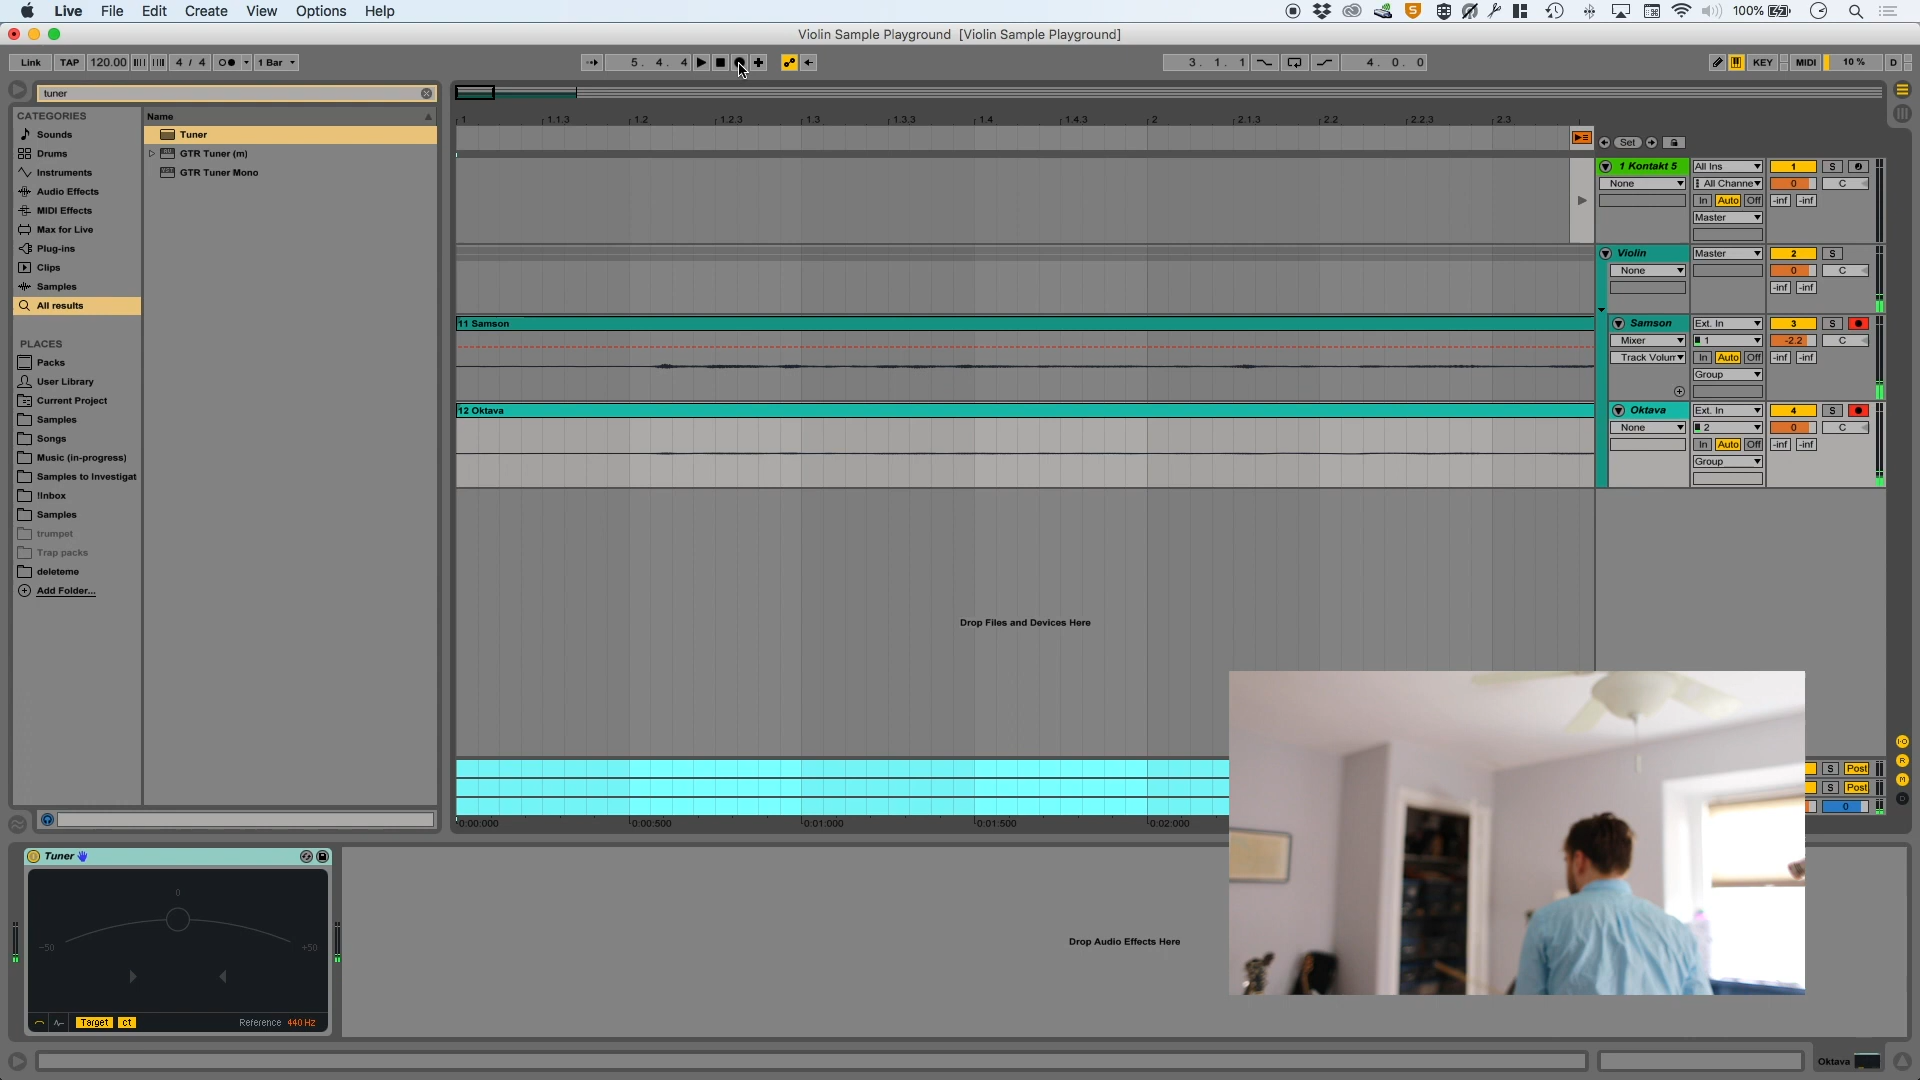 Live File Edit Create View Options Help
100%
Violin Sample Playground [Violin Sample Playground]
Link TAP 120.00 4 / 4 1 Bar 5. 4. 4 3. 1. 1 4. 0. 0 KEY MIDI 10 % D
tuner
CATEGORIES
Sounds
Drums
Instruments
Audio Effects
MIDI Effects
Max for Live
Plug-ins
Clips
Samples
All results
PLACES
Packs
User Library
Current Project
Samples
Songs
Music (in-progress)
Samples to Investigat
!Inbox
Samples
trumpet
Trap packs
deleteme
Add Folder...
Name
Tuner
GTR Tuner (m)
GTR Tuner Mono
1 1.1.3 1.2 1.2.3 1.3 1.3.3 1.4 1.4.3 2 2.1.3 2.2 2.2.3 2.3
Set
1 Kontakt 5 All Ins 1 S
None All Channe 0 C
In Auto Off -inf -inf
Master
Violin Master 2 S
None 0 C
-inf -inf
11 Samson
Samson Ext. In 3 S
Mixer 1 -2.2 C
Track Volum In Auto Off -inf -inf
Group
12 Oktava
Oktava Ext. In 4 S
None 2 0 C
In Auto Off -inf -inf
Group
Drop Files and Devices Here
S Post
S Post
0
0:00:000 0:00:500 0:01:000 0:01:500 0:02:000
Tuner
0
-50 +50
Target ct Reference 440 Hz
Drop Audio Effects Here
Oktava